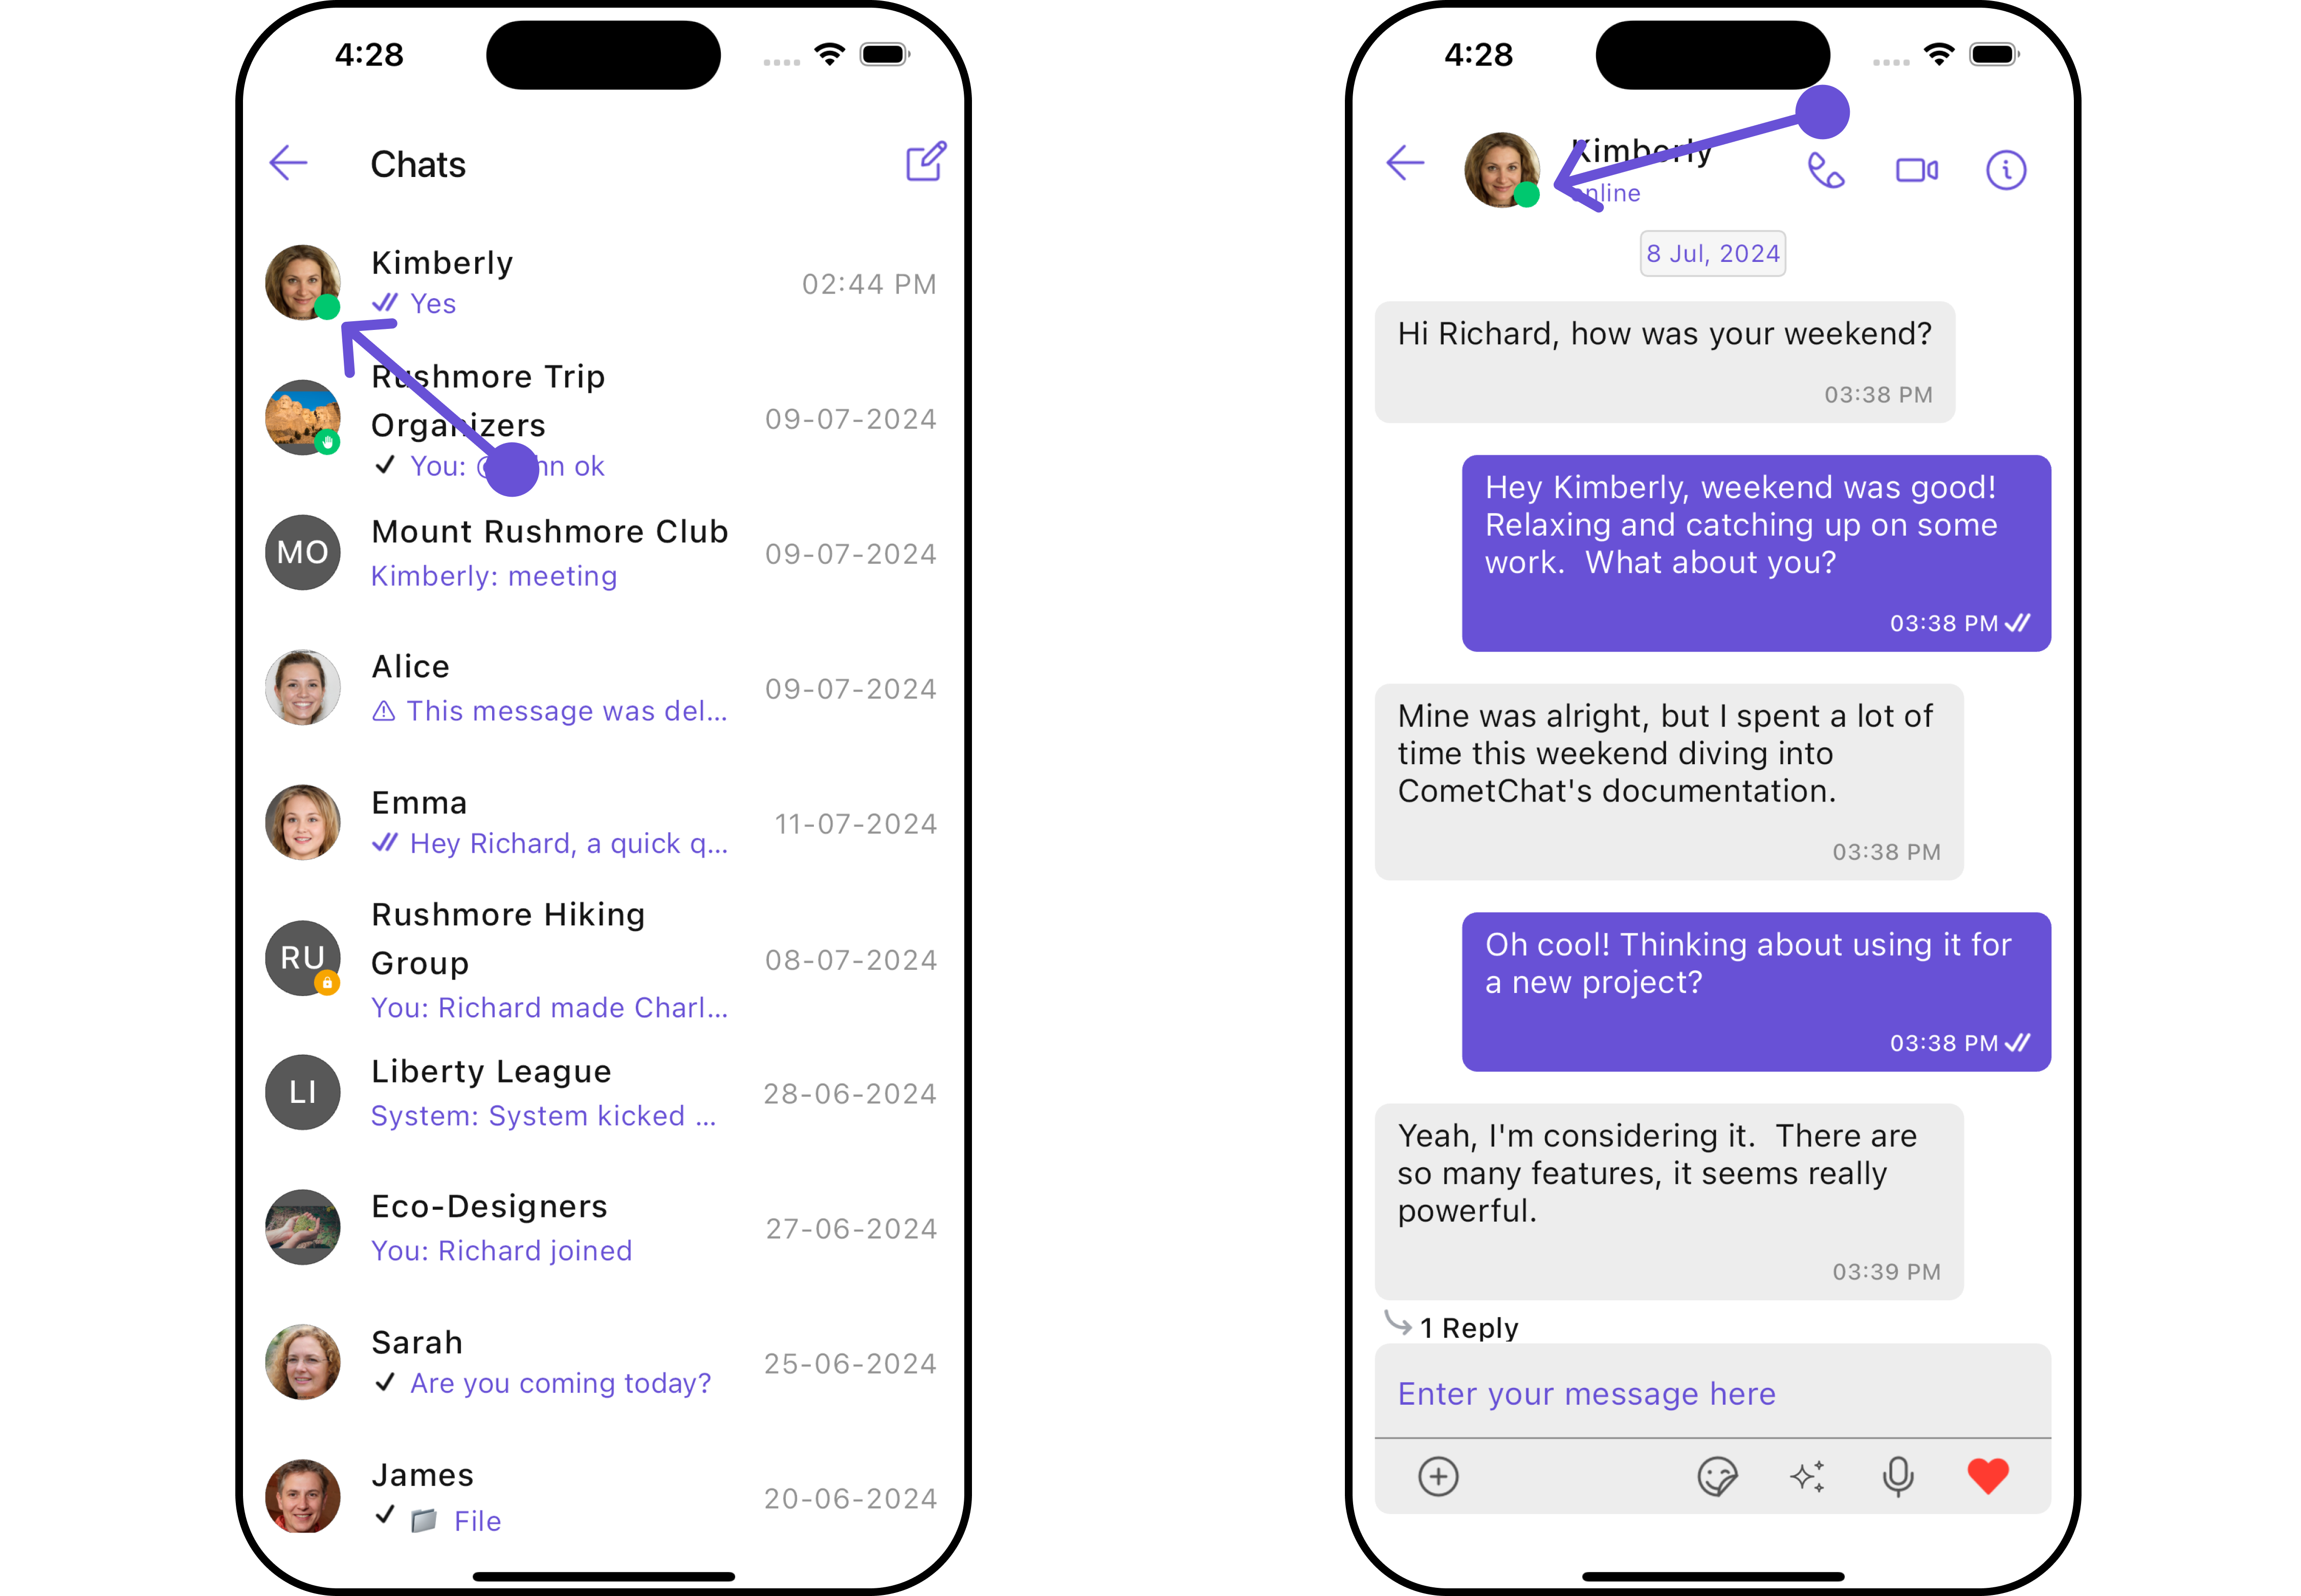 4:28
Chats
Kimberly
Yes
02:44 PM
Rushmore Trip
Organizers
09-07-2024
You: ok
MO
Mount Rushmore Club
Kimberly: meeting
09-07-2024
Alice
This message was del...
09-07-2024
Emma
Hey Richard, a quick q...
11-07-2024
RU
Rushmore Hiking
Group
08-07-2024
You: Richard made Charl...
LI
Liberty League
System: System kicked ...
28-06-2024
Eco-Designers
You: Richard joined
27-06-2024
Sarah
Are you coming today?
25-06-2024
James
File
20-06-2024
4:28
Kimberly
online
8 Jul, 2024
Hi Richard, how was your weekend?
03:38 PM
Hey Kimberly, weekend was good!
Relaxing and catching up on some
work. What about you?
03:38 PM
Mine was alright, but I spent a lot of
time this weekend diving into
CometChat's documentation.
03:38 PM
Oh cool! Thinking about using it for
a new project?
03:38 PM
Yeah, I'm considering it. There are
so many features, it seems really
powerful.
03:39 PM
1 Reply
Enter your message here